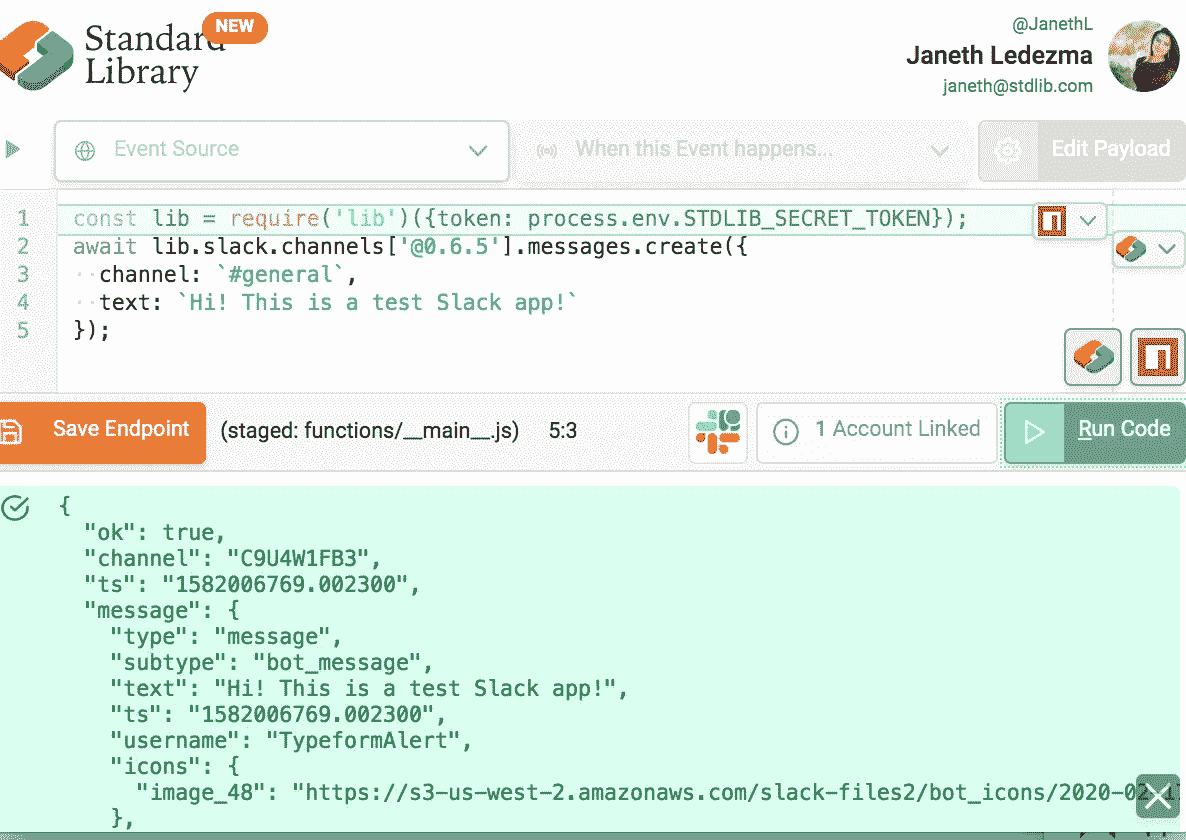 Standard
Library
NEW
@JanethL
Janeth Ledezma
janeth@stdlib.com
Event Source
When this Event happens...
Edit Payload
1 const lib = require('lib')({token: process.env.STDLIB_SECRET_TOKEN});
2 await lib.slack.channels['@0.6.5'].messages.create({
3 channel: `#general`,
4 text: `Hi! This is a test Slack app!`
5 });
Save Endpoint
(staged: functions/__main__.js)
5:3
1 Account Linked
Run Code
{
"ok": true,
"channel": "C9U4W1FB3",
"ts": "1582006769.002300",
"message": {
"type": "message",
"subtype": "bot_message",
"text": "Hi! This is a test Slack app!",
"ts": "1582006769.002300",
"username": "TypeformAlert",
"icons": {
"image_48": "https://s3-us-west-2.amazonaws.com/slack-files2/bot_icons/2020-02
},